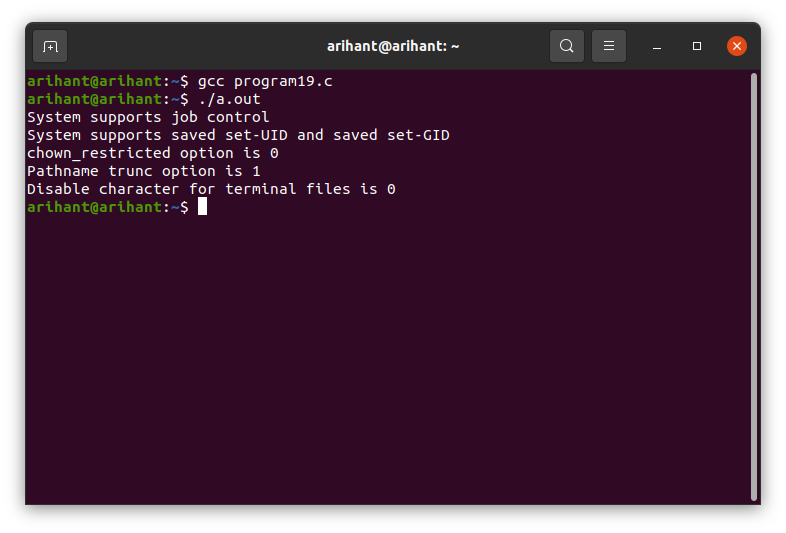 arihant@arihant: ~
arihant@arihant:~$ gcc program19.c
arihant@arihant:~$ ./a.out
System supports job control
System supports saved set-UID and saved set-GID
chown_restricted option is 0
Pathname trunc option is 1
Disable character for terminal files is 0
arihant@arihant:~$